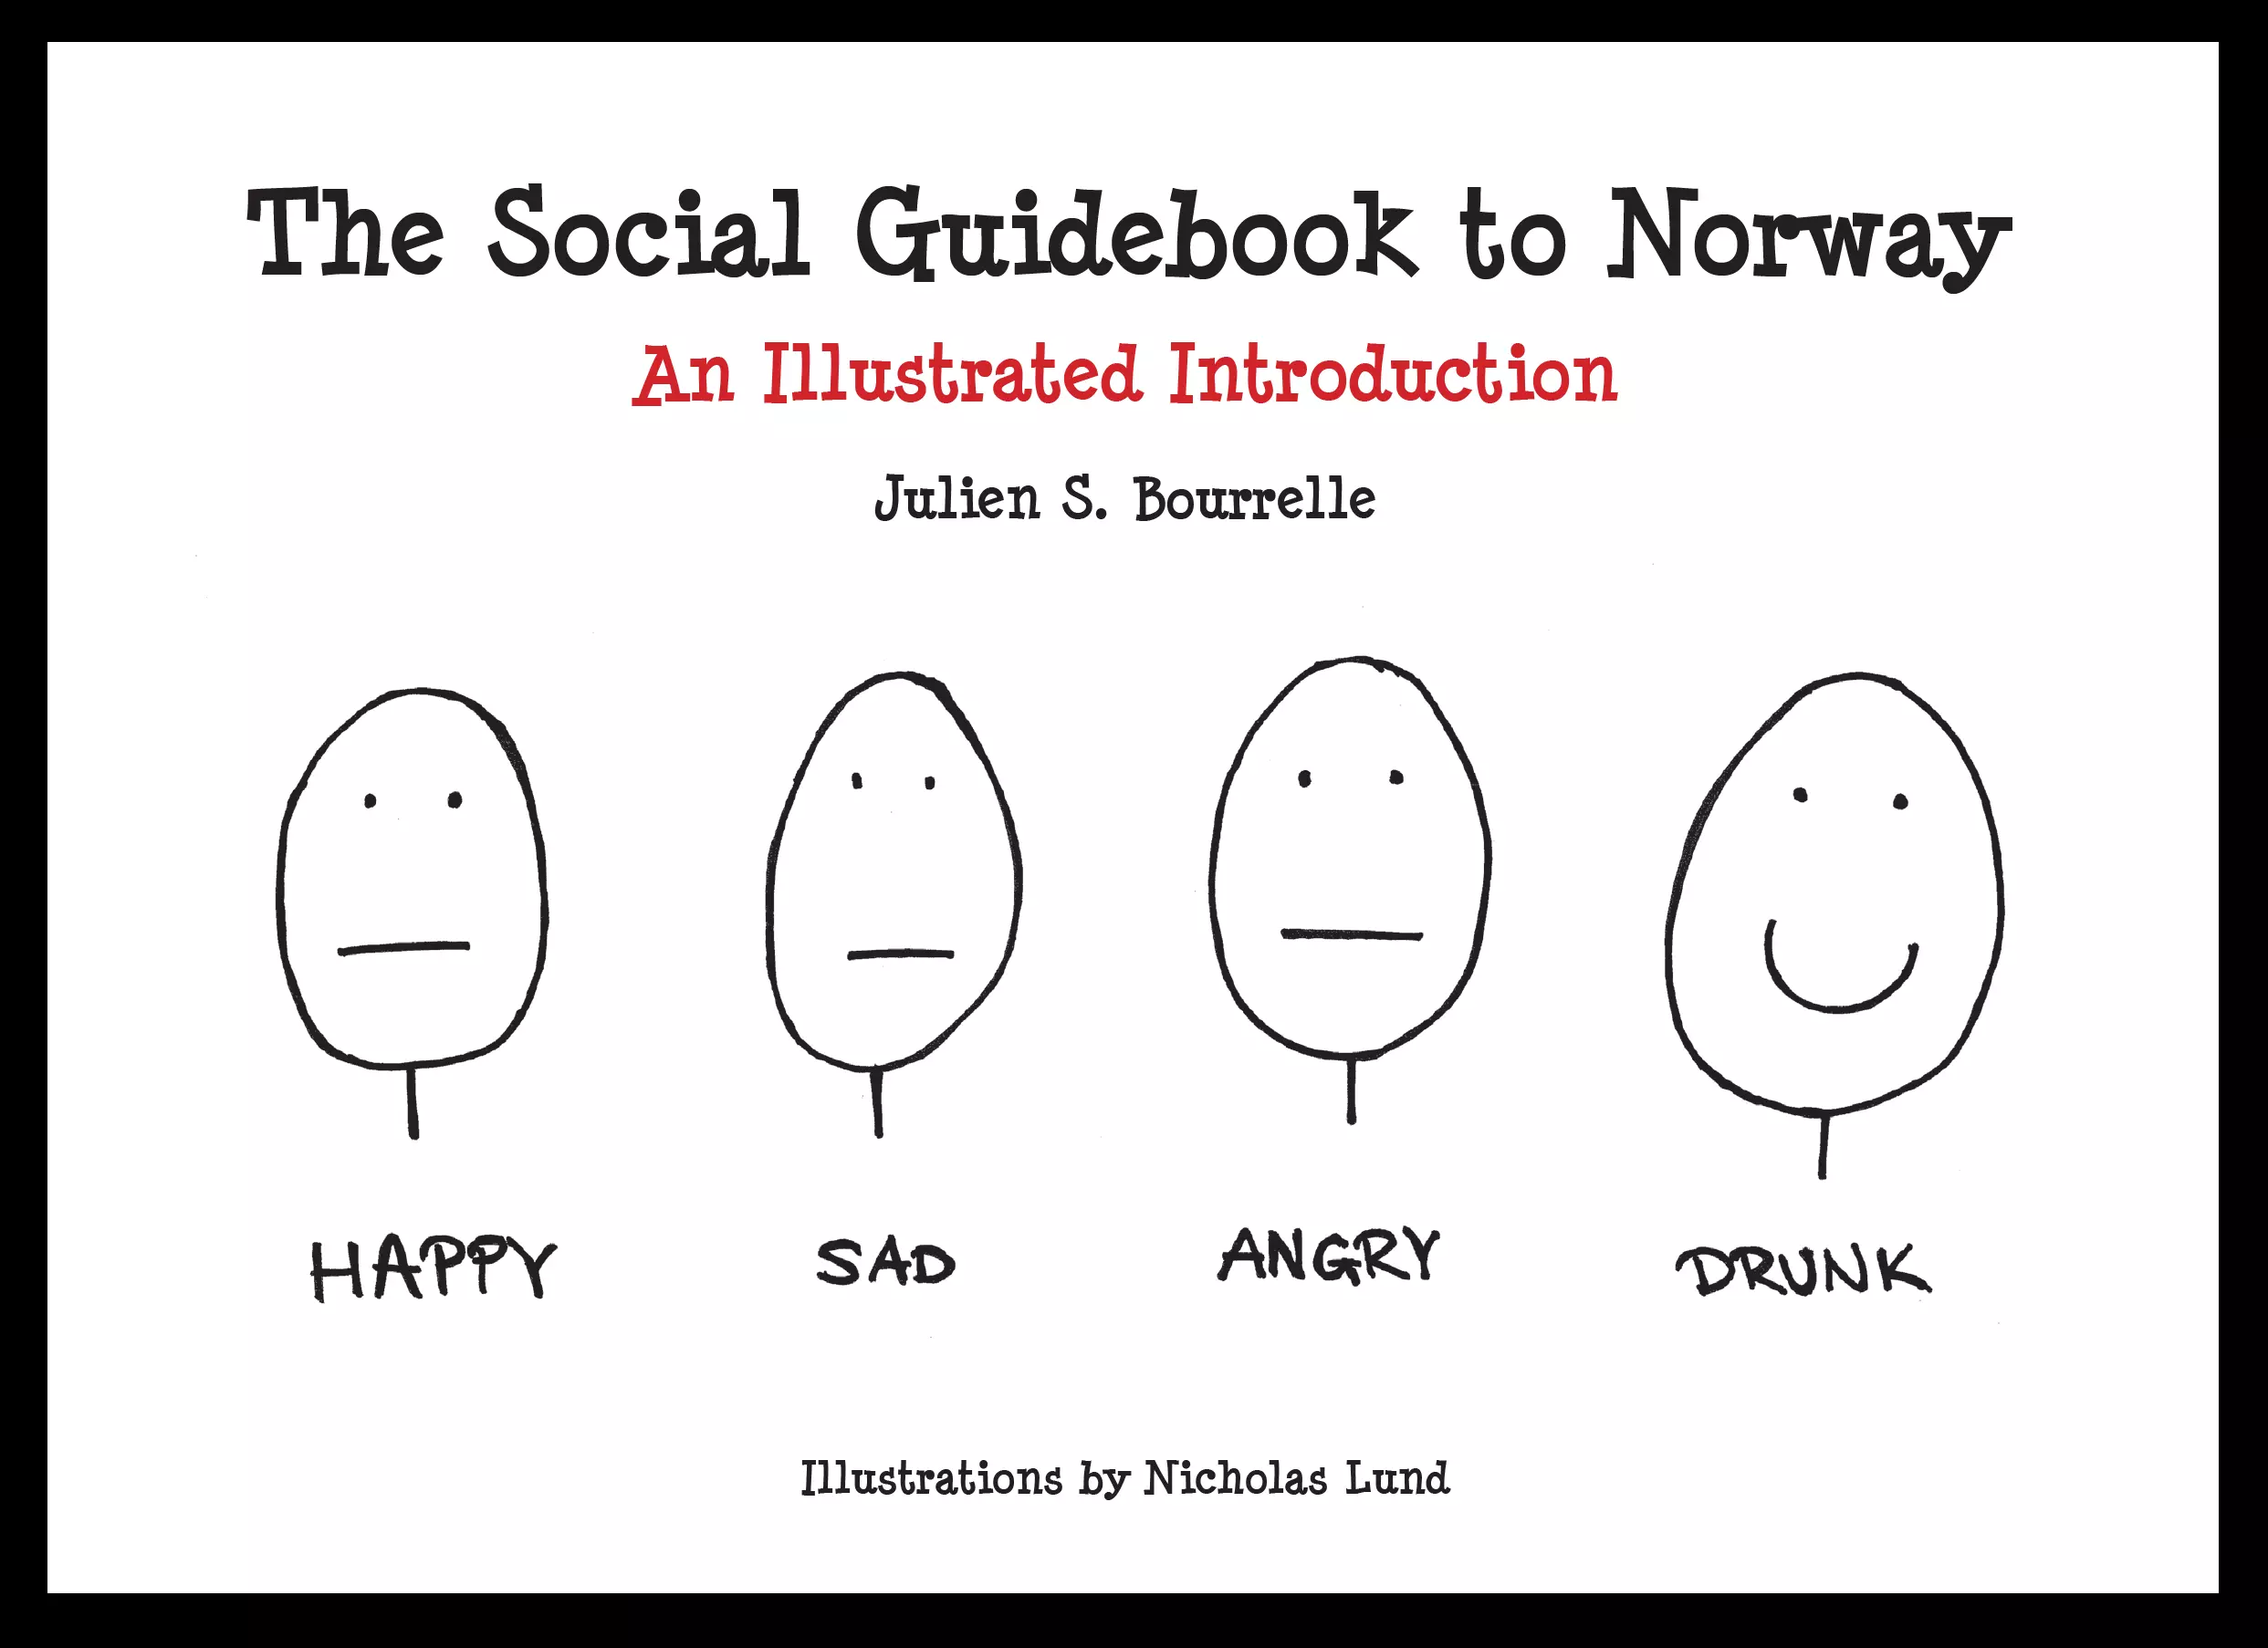 The Social Guidebook to Norway
An Illustrated Introduction
Julien S. Bourrelle
HAPPY SAD ANGRY DRUNK
Illustrations by Nicholas Lund